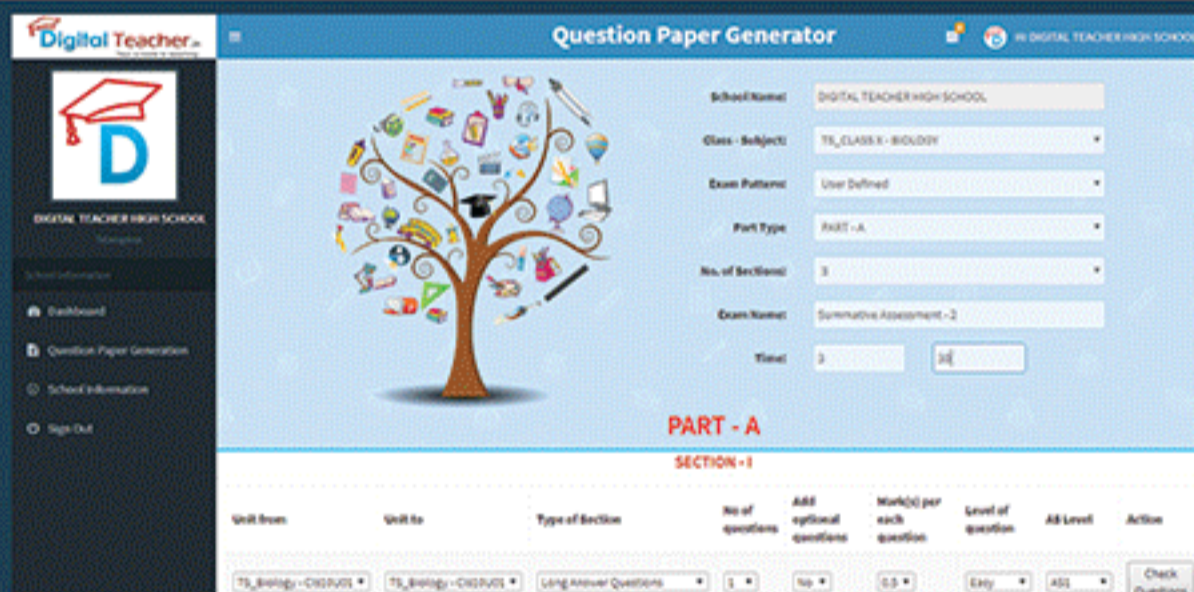 Digital Teacher
Question Paper Generator
HI DIGITAL TEACHER HIGH SCHOOL
D
DIGITAL TEACHER HIGH SCHOOL
Telangana
School Information
Dashboard
Question Paper Generation
School Information
Sign Out
School Name: DIGITAL TEACHER HIGH SCHOOL
Class - Subject: TS_CLASS X - BIOLOGY
Exam Pattern: User Defined
Part Type PART - A
No. of Sections: 3
Exam Name: Summative Assessment - 2
Time: 3 30
PART - A
SECTION - I
Unit from Unit to Type of Section No of questions Add optional questions Mark(s) per each question Level of question AS Level Action
TS_Biology - Long Answer Questions 1 No 0.5 Easy AS1 Check Questions